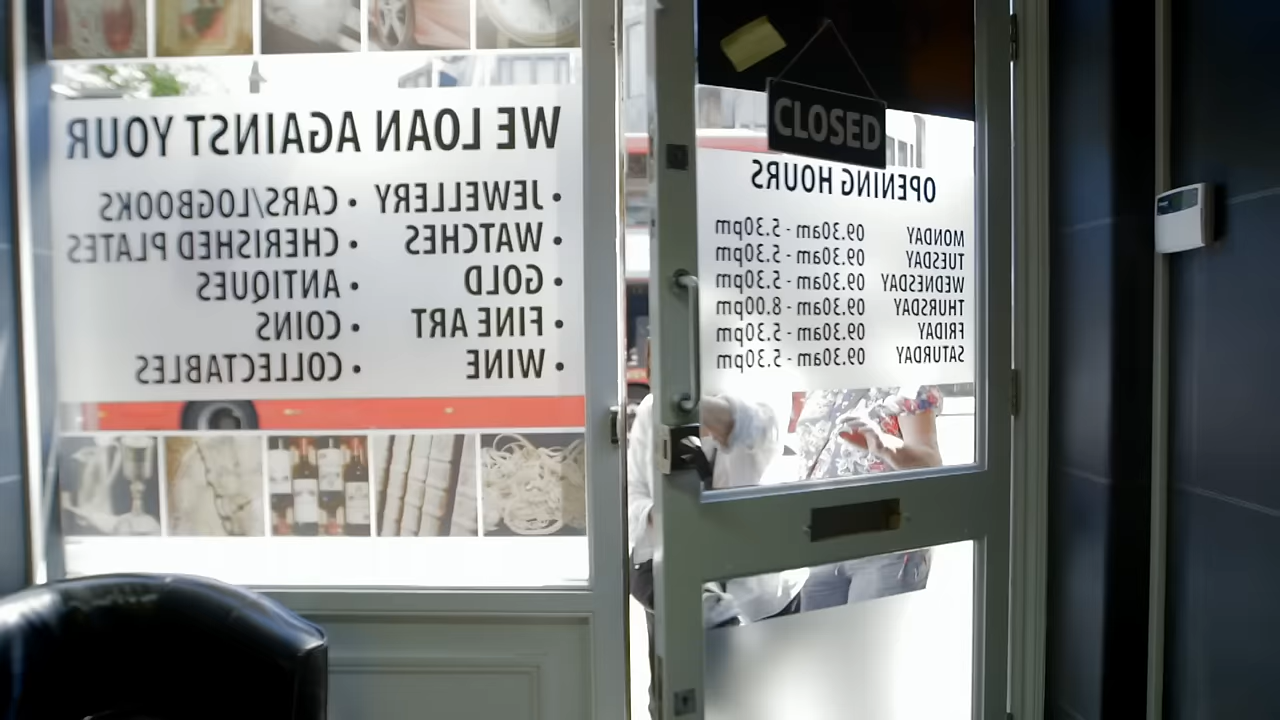 WE LOAN AGAINST YOUR
• JEWELLERY
• WATCHES
• GOLD
• FINE ART
• WINE
• CARS/LOGBOOKS
• CHERISHED PLATES
• ANTIQUES
• COINS
• COLLECTABLES
CLOSED
OPENING HOURS
MONDAY 09.30am - 5.30pm
TUESDAY 09.30am - 5.30pm
WEDNESDAY 09.30am - 5.30pm
THURSDAY 09.30am - 8.00pm
FRIDAY 09.30am - 5.30pm
SATURDAY 09.30am - 5.30pm